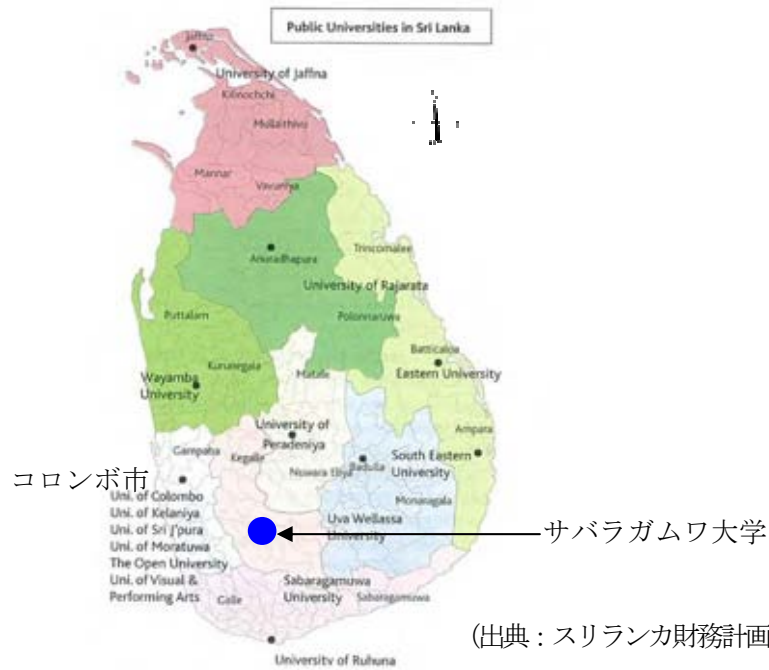 Public Universities in Sri Lanka
Jaffna
University of Jaffna
Kilinochchi
Mullaithivu
Mannar
Vavuniya
Trincomalee
Anuradhapura
University of Rajarata
Puttalam
Polonnaruwa
Batticaloa
Eastern University
Kurunegala
Matale
Wayamba
University
University of
Peradeniya
Ampara
Gampaha
Kegalle
Nuwara Eliya
Badulla
South Eastern
University
コロンボ市
Monaragala
Uni. of Colombo
Uni. of Kelaniya
Uni. of Sri J'pura
Uni. of Moratuwa
The Open University
Uni. of Visual &
Performing Arts
Uva Wellassa
University
サバラガムワ大学
Sabaragamuwa
University
Galle
Sabaragamuwa
University of Ruhuna
(出典：スリランカ財務計画